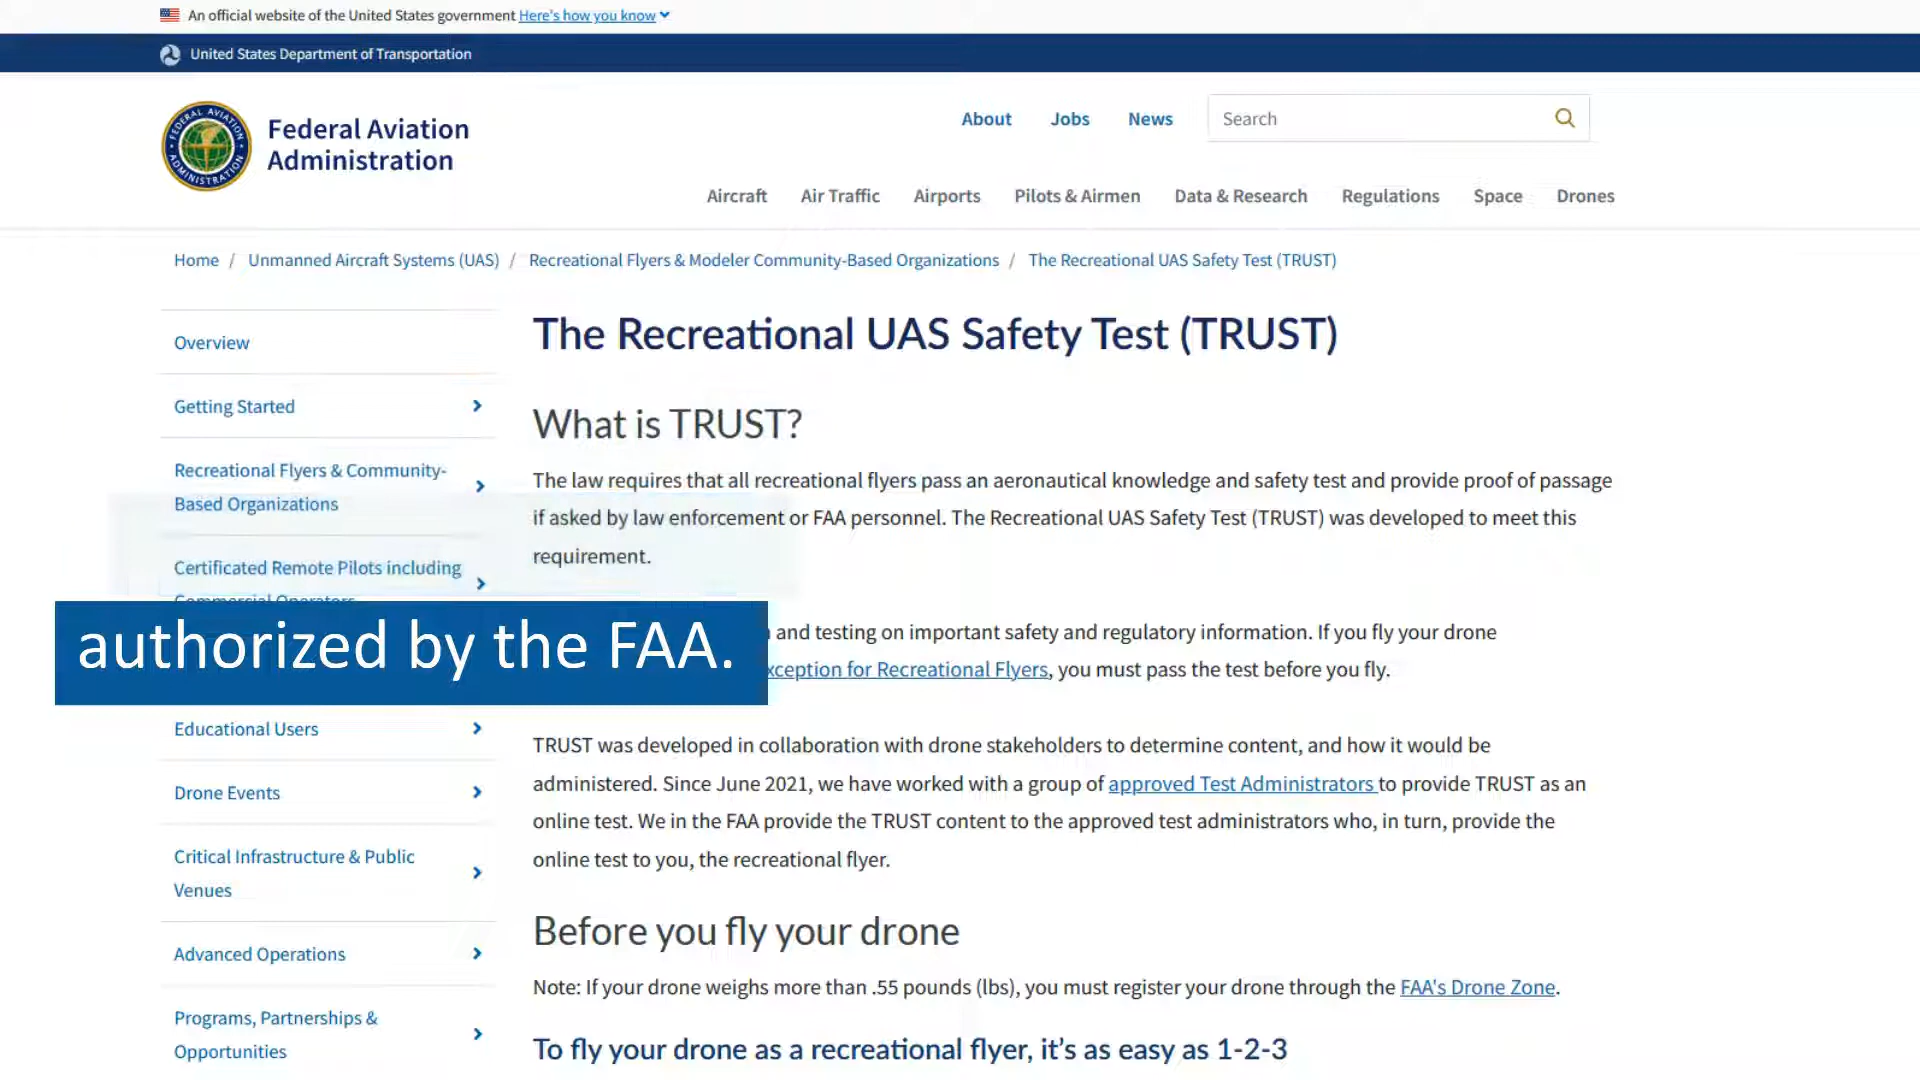 An official website of the United States government Here's how you know
United States Department of Transportation
FEDERAL AVIATION ADMINISTRATION
Federal Aviation
Administration
About Jobs News Search
Aircraft Air Traffic Airports Pilots & Airmen Data & Research Regulations Space Drones
Home / Unmanned Aircraft Systems (UAS) / Recreational Flyers & Modeler Community-Based Organizations / The Recreational UAS Safety Test (TRUST)
Overview
Getting Started
Recreational Flyers & Community-
Based Organizations
Certificated Remote Pilots including
Commercial Operators
Educational Users
Drone Events
Critical Infrastructure & Public
Venues
Advanced Operations
Programs, Partnerships &
Opportunities
The Recreational UAS Safety Test (TRUST)
What is TRUST?
The law requires that all recreational flyers pass an aeronautical knowledge and safety test and provide proof of passage
if asked by law enforcement or FAA personnel. The Recreational UAS Safety Test (TRUST) was developed to meet this
requirement.
and testing on important safety and regulatory information. If you fly your drone
xception for Recreational Flyers, you must pass the test before you fly.
authorized by the FAA.
TRUST was developed in collaboration with drone stakeholders to determine content, and how it would be
administered. Since June 2021, we have worked with a group of approved Test Administrators to provide TRUST as an
online test. We in the FAA provide the TRUST content to the approved test administrators who, in turn, provide the
online test to you, the recreational flyer.
Before you fly your drone
Note: If your drone weighs more than .55 pounds (lbs), you must register your drone through the FAA's Drone Zone.
To fly your drone as a recreational flyer, it's as easy as 1-2-3